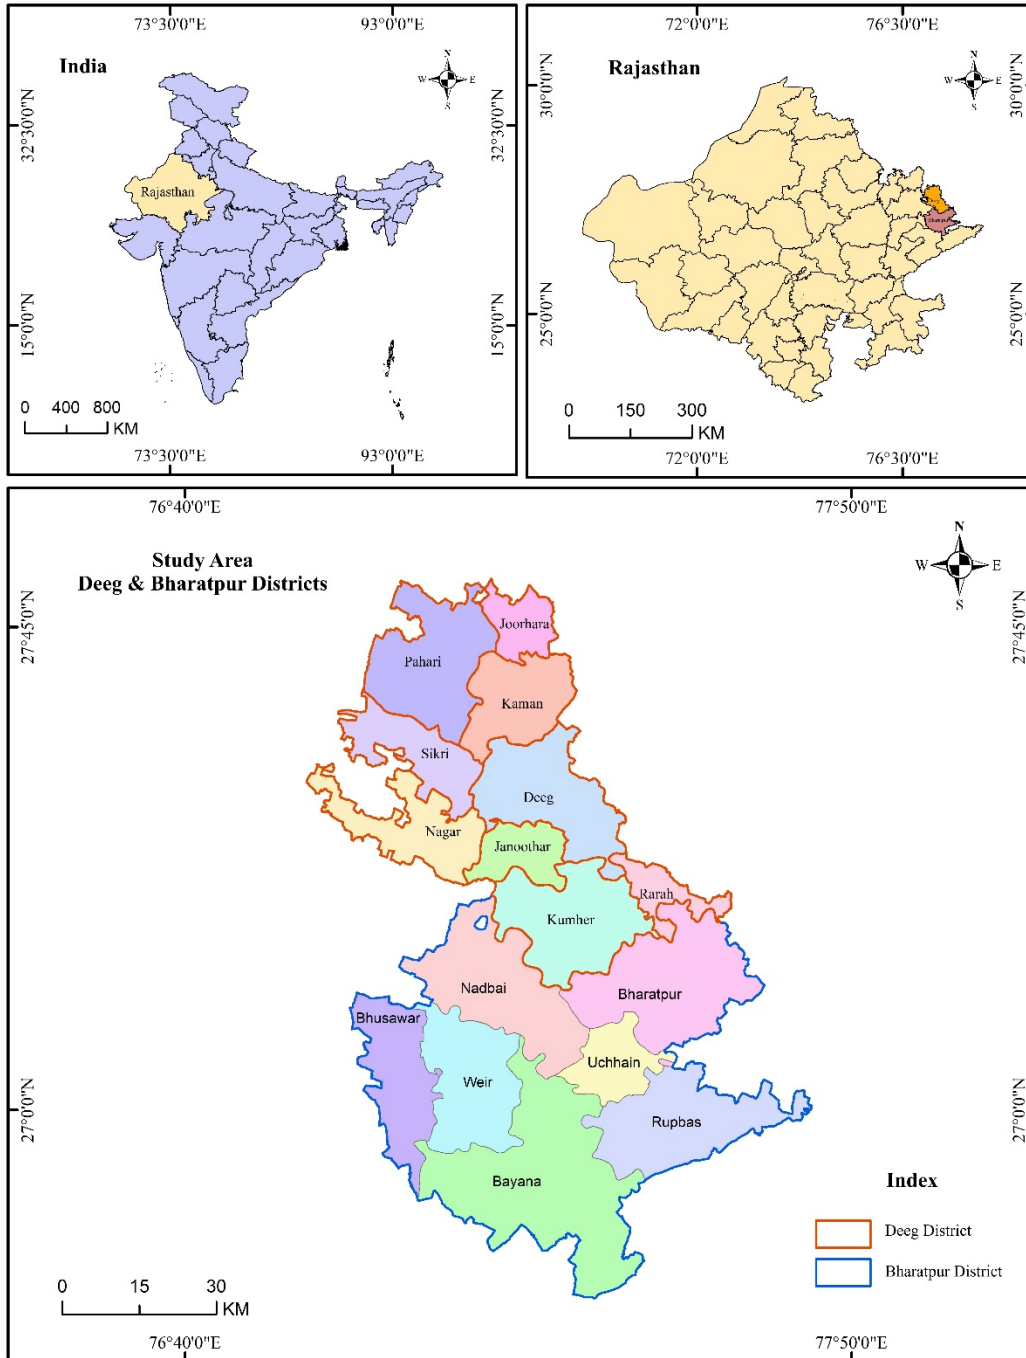 73°30'0"E
93°0'0"E
India
N
W
E
S
32°30'0"N
32°30'0"N
Rajasthan
15°0'0"N
15°0'0"N
0 400 800
KM
73°30'0"E
93°0'0"E
72°0'0"E
76°30'0"E
Rajasthan
N
W
E
S
30°0'0"N
30°0'0"N
25°0'0"N
25°0'0"N
0 150 300
KM
72°0'0"E
76°30'0"E
76°40'0"E
77°50'0"E
Study Area
Deeg & Bharatpur Districts
N
W
E
S
27°45'0"N
27°45'0"N
Joorhara
Pahari
Kaman
Sikri
Deeg
Nagar
Janoothar
Rarah
Kumher
Nadbai
Bharatpur
Bhusawar
Uchhain
Weir
Rupbas
27°0'0"N
27°0'0"N
Bayana
Index
Deeg District
Bharatpur District
0 15 30
KM
76°40'0"E
77°50'0"E